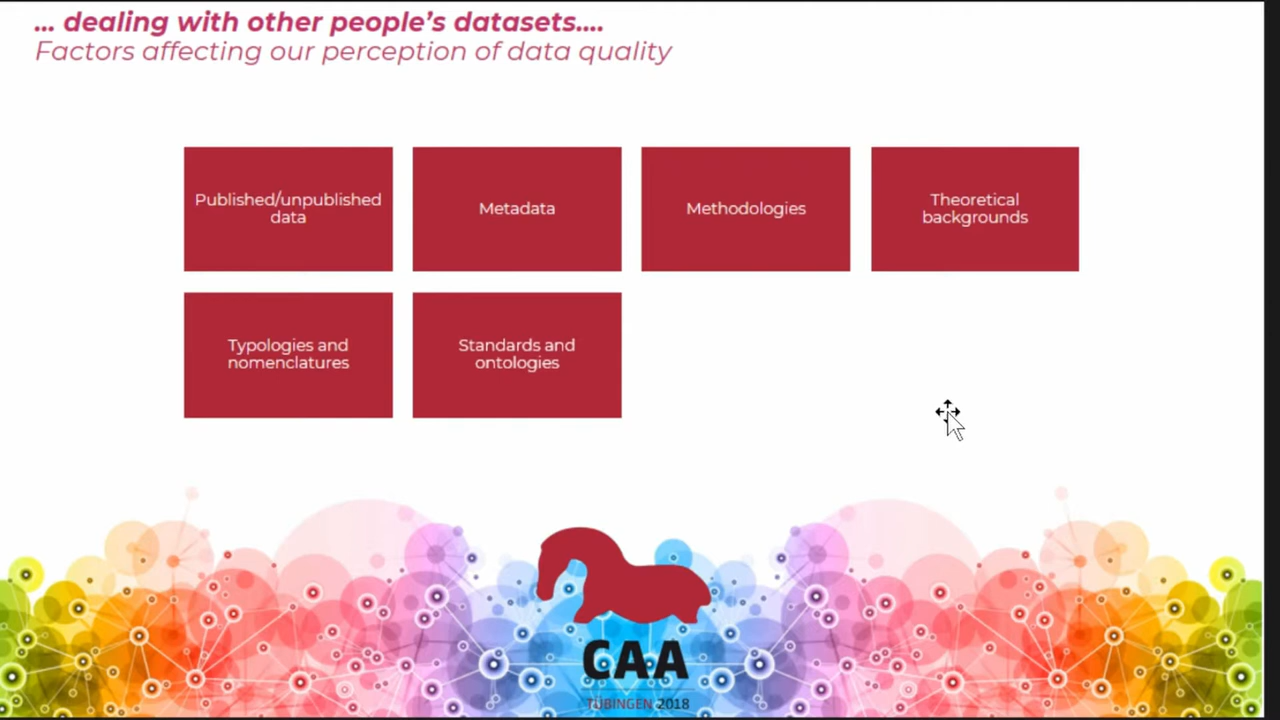 ... dealing with other people's datasets....
Factors affecting our perception of data quality
Published/unpublished
data
Metadata
Methodologies
Theoretical
backgrounds
Typologies and
nomenclatures
Standards and
ontologies
CAA
TÜBINGEN 2018